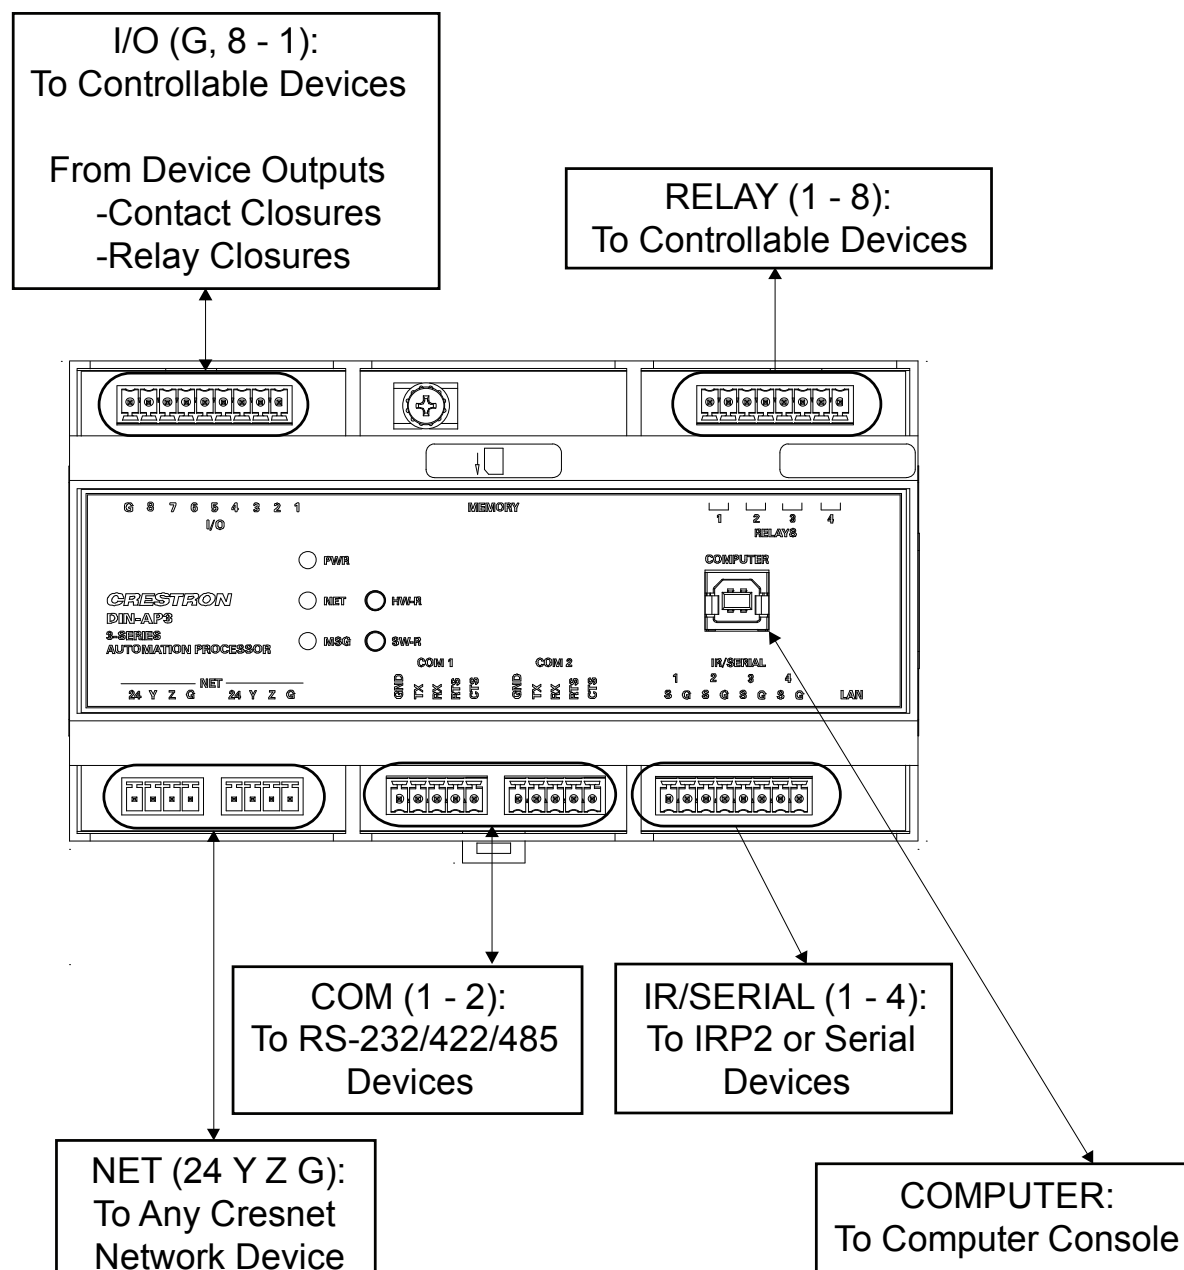 I/O (G, 8 - 1):
To Controllable Devices
From Device Outputs
-Contact Closures
-Relay Closures
RELAY (1 - 8):
To Controllable Devices
G 8 7 6 5 4 3 2 1
I/O
MEMORY
1 2 3 4
RELAYS
PWR
COMPUTER
CRESTRON
DIN-AP3
3-SERIES
AUTOMATION PROCESSOR
NET
HW-R
MSG
SW-R
NET
24 Y Z G 24 Y Z G
COM 1
GND TX RX RTS CTS
COM 2
GND TX RX RTS CTS
IR/SERIAL
1 2 3 4
S G S G S G S G
LAN
COM (1 - 2):
To RS-232/422/485
Devices
IR/SERIAL (1 - 4):
To IRP2 or Serial
Devices
NET (24 Y Z G):
To Any Cresnet
Network Device
COMPUTER:
To Computer Console